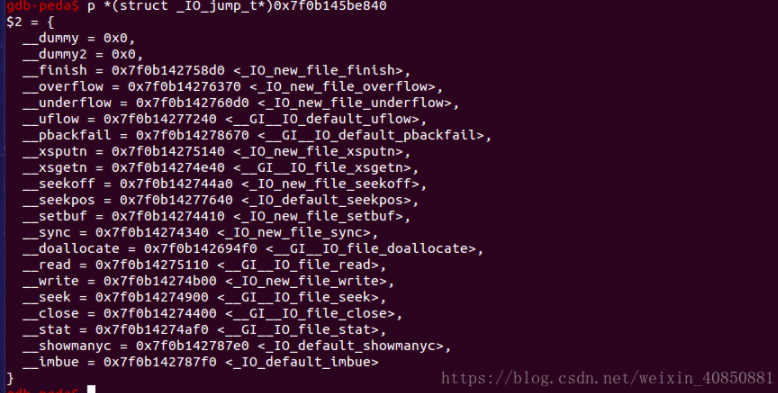 gdb-peda$ p *(struct _IO_jump_t*)0x7f0b145be840
$2 = {
  __dummy = 0x0,
  __dummy2 = 0x0,
  __finish = 0x7f0b142758d0 <_IO_new_file_finish>,
  __overflow = 0x7f0b14276370 <_IO_new_file_overflow>,
  __underflow = 0x7f0b142760d0 <_IO_new_file_underflow>,
  __uflow = 0x7f0b14277240 <__GI__IO_default_uflow>,
  __pbackfail = 0x7f0b14278670 <__GI__IO_default_pbackfail>,
  __xsputn = 0x7f0b14275140 <_IO_new_file_xsputn>,
  __xsgetn = 0x7f0b14274e40 <__GI__IO_file_xsgetn>,
  __seekoff = 0x7f0b142744a0 <_IO_new_file_seekoff>,
  __seekpos = 0x7f0b14277640 <_IO_default_seekpos>,
  __setbuf = 0x7f0b14274410 <_IO_new_file_setbuf>,
  __sync = 0x7f0b14274340 <_IO_new_file_sync>,
  __doallocate = 0x7f0b142694f0 <__GI__IO_file_doallocate>,
  __read = 0x7f0b14275110 <__GI__IO_file_read>,
  __write = 0x7f0b14274b00 <_IO_new_file_write>,
  __seek = 0x7f0b14274900 <__GI__IO_file_seek>,
  __close = 0x7f0b14274400 <__GI__IO_file_close>,
  __stat = 0x7f0b14274af0 <__GI__IO_file_stat>,
  __showmanyc = 0x7f0b142787e0 <_IO_default_showmanyc>,
  __imbue = 0x7f0b142787f0 <_IO_default_imbue>
}
https://blog.csdn.net/weixin_40850881
gdb-peda$